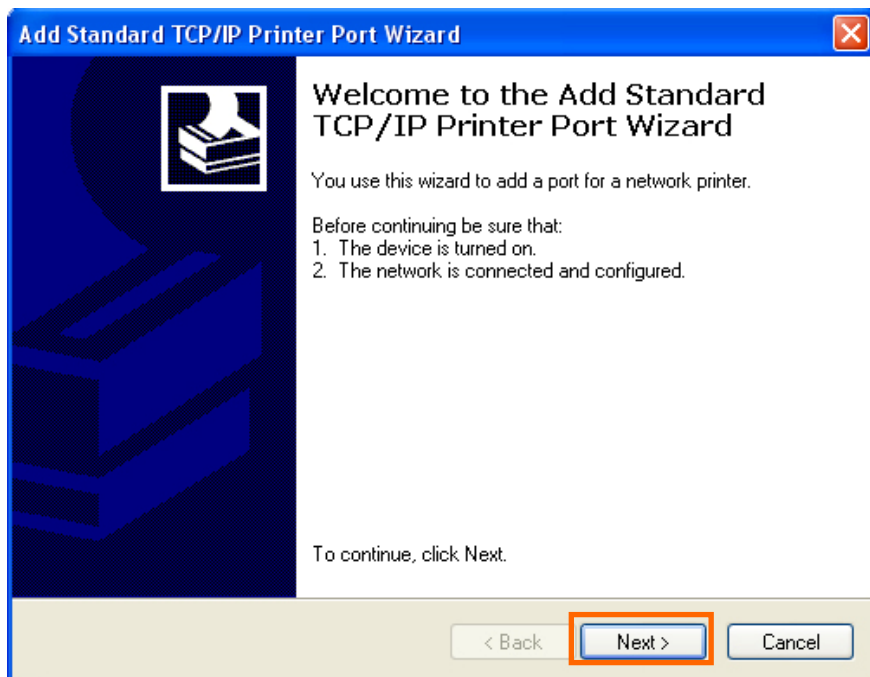 Add Standard TCP/IP Printer Port Wizard
Welcome to the Add Standard
TCP/IP Printer Port Wizard
You use this wizard to add a port for a network printer.
Before continuing be sure that:
1. The device is turned on.
2. The network is connected and configured.
To continue, click Next.
< Back
Next >
Cancel